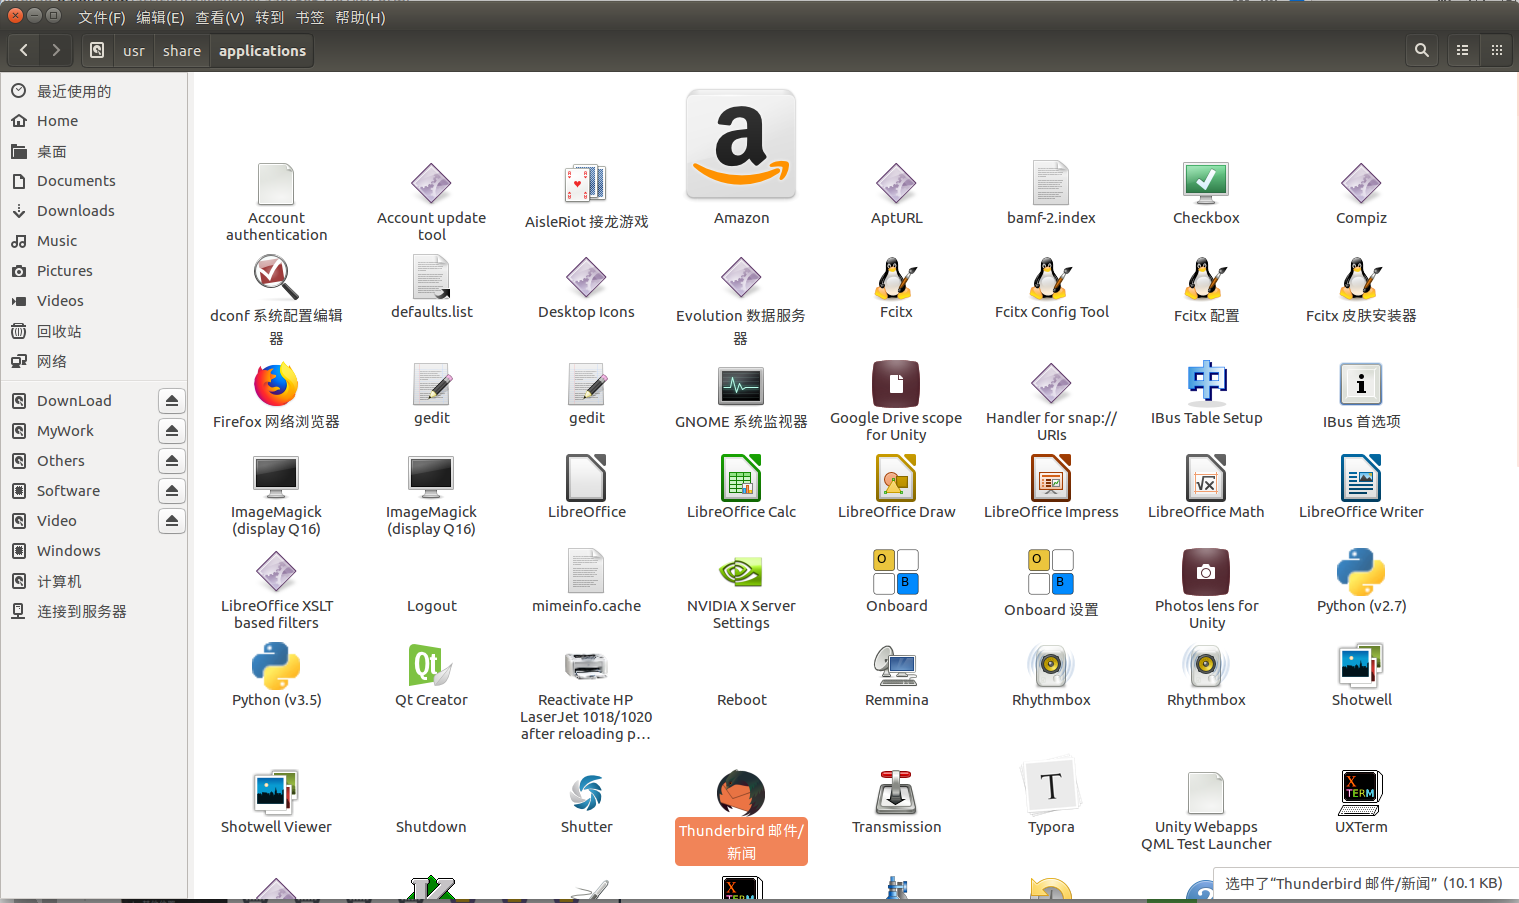 文件(F) 编辑(E) 查看(V) 转到 书签 帮助(H)
usr share applications
最近使用的
Home
桌面
Documents
Downloads
Music
Pictures
Videos
回收站
网络
DownLoad
MyWork
Others
Software
Video
Windows
计算机
连接到服务器
Account
authentication
Account update
tool
AisleRiot 接龙游戏
Amazon
AptURL
bamf-2.index
Checkbox
Compiz
dconf 系统配置编辑
器
defaults.list
Desktop Icons
Evolution 数据服务
器
Fcitx
Fcitx Config Tool
Fcitx 配置
Fcitx 皮肤安装器
Firefox 网络浏览器
gedit
gedit
GNOME 系统监视器
Google Drive scope
for Unity
Handler for snap://
URIs
IBus Table Setup
IBus 首选项
ImageMagick
(display Q16)
ImageMagick
(display Q16)
LibreOffice
LibreOffice Calc
LibreOffice Draw
LibreOffice Impress
LibreOffice Math
LibreOffice Writer
LibreOffice XSLT
based filters
Logout
mimeinfo.cache
NVIDIA X Server
Settings
Onboard
Onboard 设置
Photos lens for
Unity
Python (v2.7)
Python (v3.5)
Qt Creator
Reactivate HP
LaserJet 1018/1020
after reloading p…
Reboot
Remmina
Rhythmbox
Rhythmbox
Shotwell
Shotwell Viewer
Shutdown
Shutter
Thunderbird 邮件/
新闻
Transmission
Typora
Unity Webapps
QML Test Launcher
UXTerm
选中了“Thunderbird 邮件/新闻” (10.1 KB)